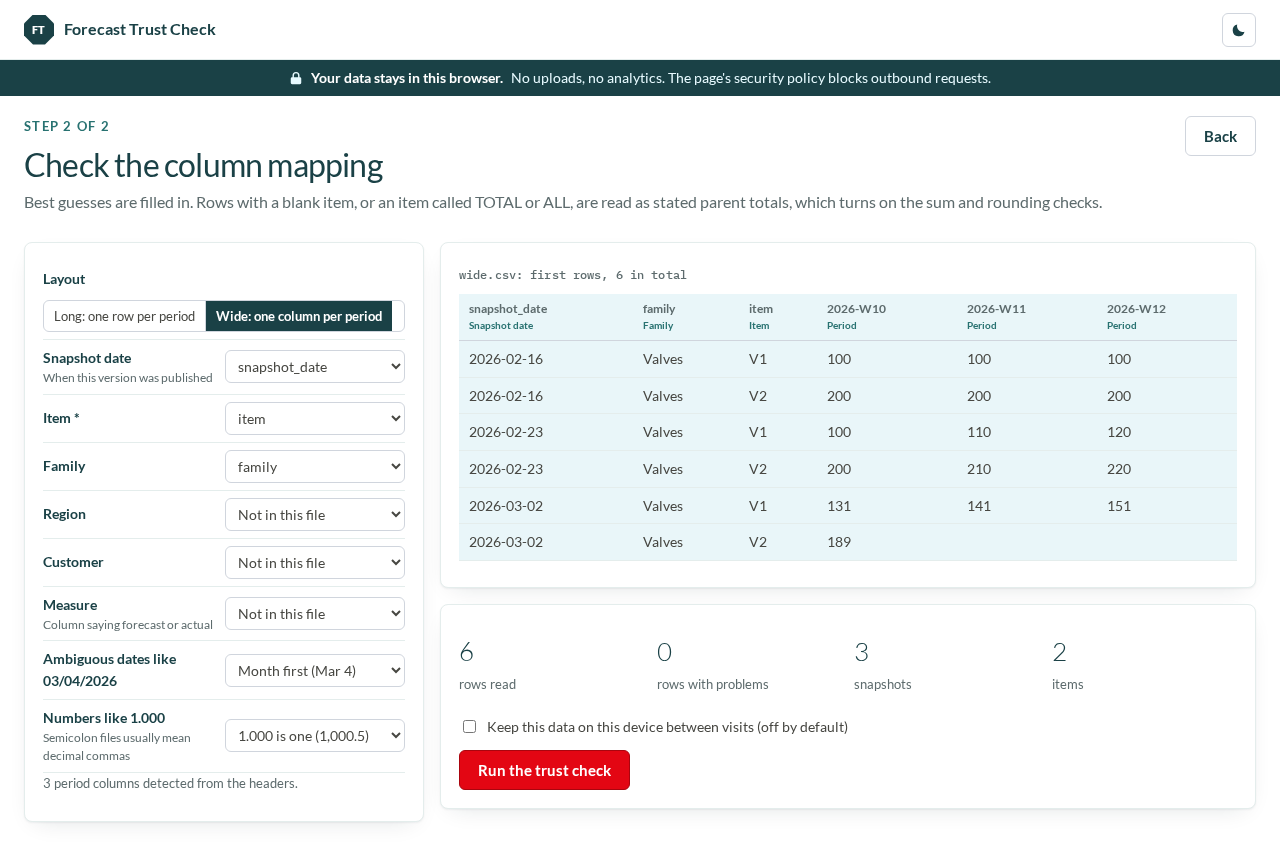 FT Forecast Trust Check
Your data stays in this browser. No uploads, no analytics. The page's security policy blocks outbound requests.
STEP 2 OF 2
Back
Check the column mapping
Best guesses are filled in. Rows with a blank item, or an item called TOTAL or ALL, are read as stated parent totals, which turns on the sum and rounding checks.
Layout
Long: one row per period Wide: one column per period
Snapshot date
When this version was published
snapshot_date
Item *
item
Family
family
Region
Not in this file
Customer
Not in this file
Measure
Column saying forecast or actual
Not in this file
Ambiguous dates like
03/04/2026
Month first (Mar 4)
Numbers like 1.000
Semicolon files usually mean
decimal commas
1.000 is one (1,000.5)
3 period columns detected from the headers.
wide.csv: first rows, 6 in total
snapshot_date family item 2026-W10 2026-W11 2026-W12
Snapshot date Family Item Period Period Period
2026-02-16 Valves V1 100 100 100
2026-02-16 Valves V2 200 200 200
2026-02-23 Valves V1 100 110 120
2026-02-23 Valves V2 200 210 220
2026-03-02 Valves V1 131 141 151
2026-03-02 Valves V2 189
6 0 3 2
rows read rows with problems snapshots items
Keep this data on this device between visits (off by default)
Run the trust check